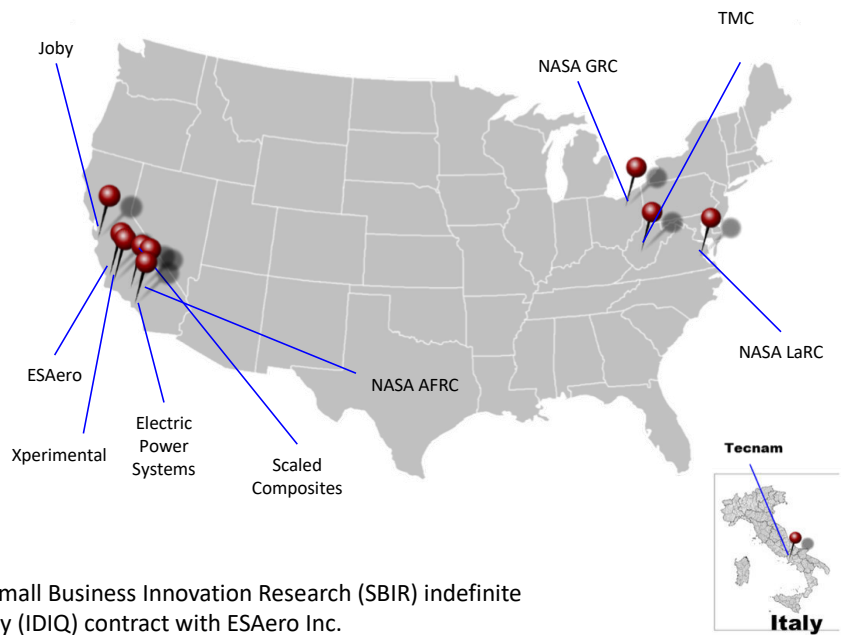 TMC
Joby
NASA GRC
NASA LaRC
ESAero
NASA AFRC
Electric
Power
Systems
Xperimental
Scaled
Composites
Tecnam
Italy
mall Business Innovation Research (SBIR) indefinite
y (IDIQ) contract with ESAero Inc.